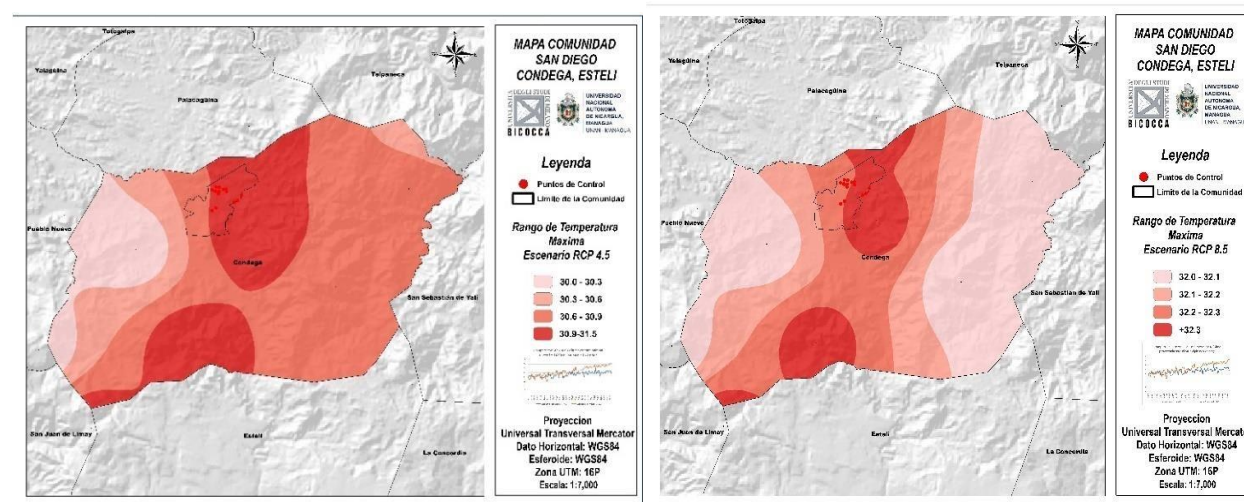 Totogalpa
Yalagüina
Telpaneca
Palacagüina
Pueblo Nuevo
Condega
San Sebastián de Yalí
San Juan de Limay
Estelí
La Concordia
MAPA COMUNIDAD
SAN DIEGO
CONDEGA, ESTELI
BICOCCA
UNIVERSIDAD
NACIONAL
AUTONOMA
DE NICARGUA,
MANAGUA
UNAN - MANAGUA
Leyenda
Puntos de Control
Limite de la Comunidad
Rango de Temperatura
Maxima
Escenario RCP 4.5
30.0 - 30.3
30.3 - 30.6
30.6 - 30.9
30.9-31.5
Proyeccion
Universal Transversal Mercator
Dato Horizontal: WGS84
Esferoide: WGS84
Zona UTM: 16P
Escala: 1:7,000
Totogalpa
Yalagüina
Telpaneca
Palacagüina
Pueblo Nuevo
Condega
San Sebastián de Yalí
San Juan de Limay
Estelí
La Concordia
MAPA COMUNIDAD
SAN DIEGO
CONDEGA, ESTELI
BICOCCA
UNIVERSIDAD
NACIONAL
AUTONOMA
DE NICARGUA,
MANAGUA
UNAN MANAGUA
Leyenda
Puntos de Control
Limite de la Comunidad
Rango de Temperatura
Maxima
Escenario RCP 8.5
32.0 - 32.1
32.1 - 32.2
32.2 - 32.3
+32.3
Proyeccion
Universal Transversal Mercato
Dato Horizontal: WGS84
Esferoide: WGS84
Zona UTM: 16P
Escala: 1:7,000